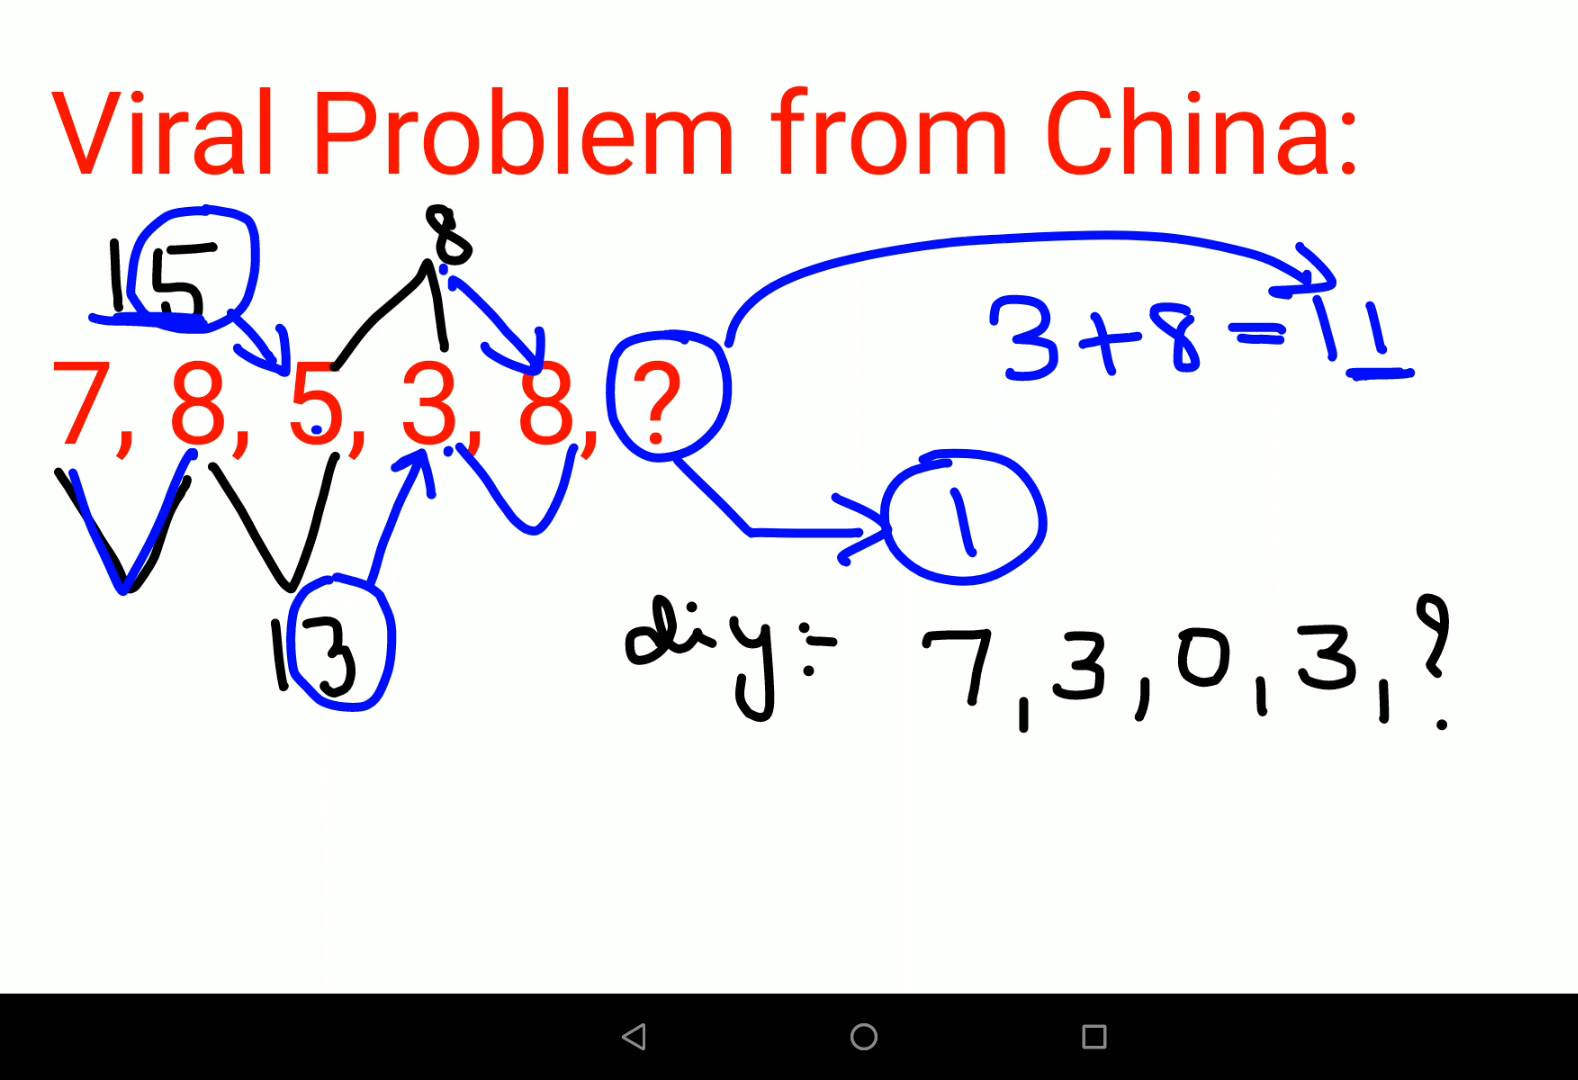 Viral Problem from China:
15
8
7, 8, 5, 3, 8, ?
3+8=11
1
13
diy:- 7,3,0,3,?